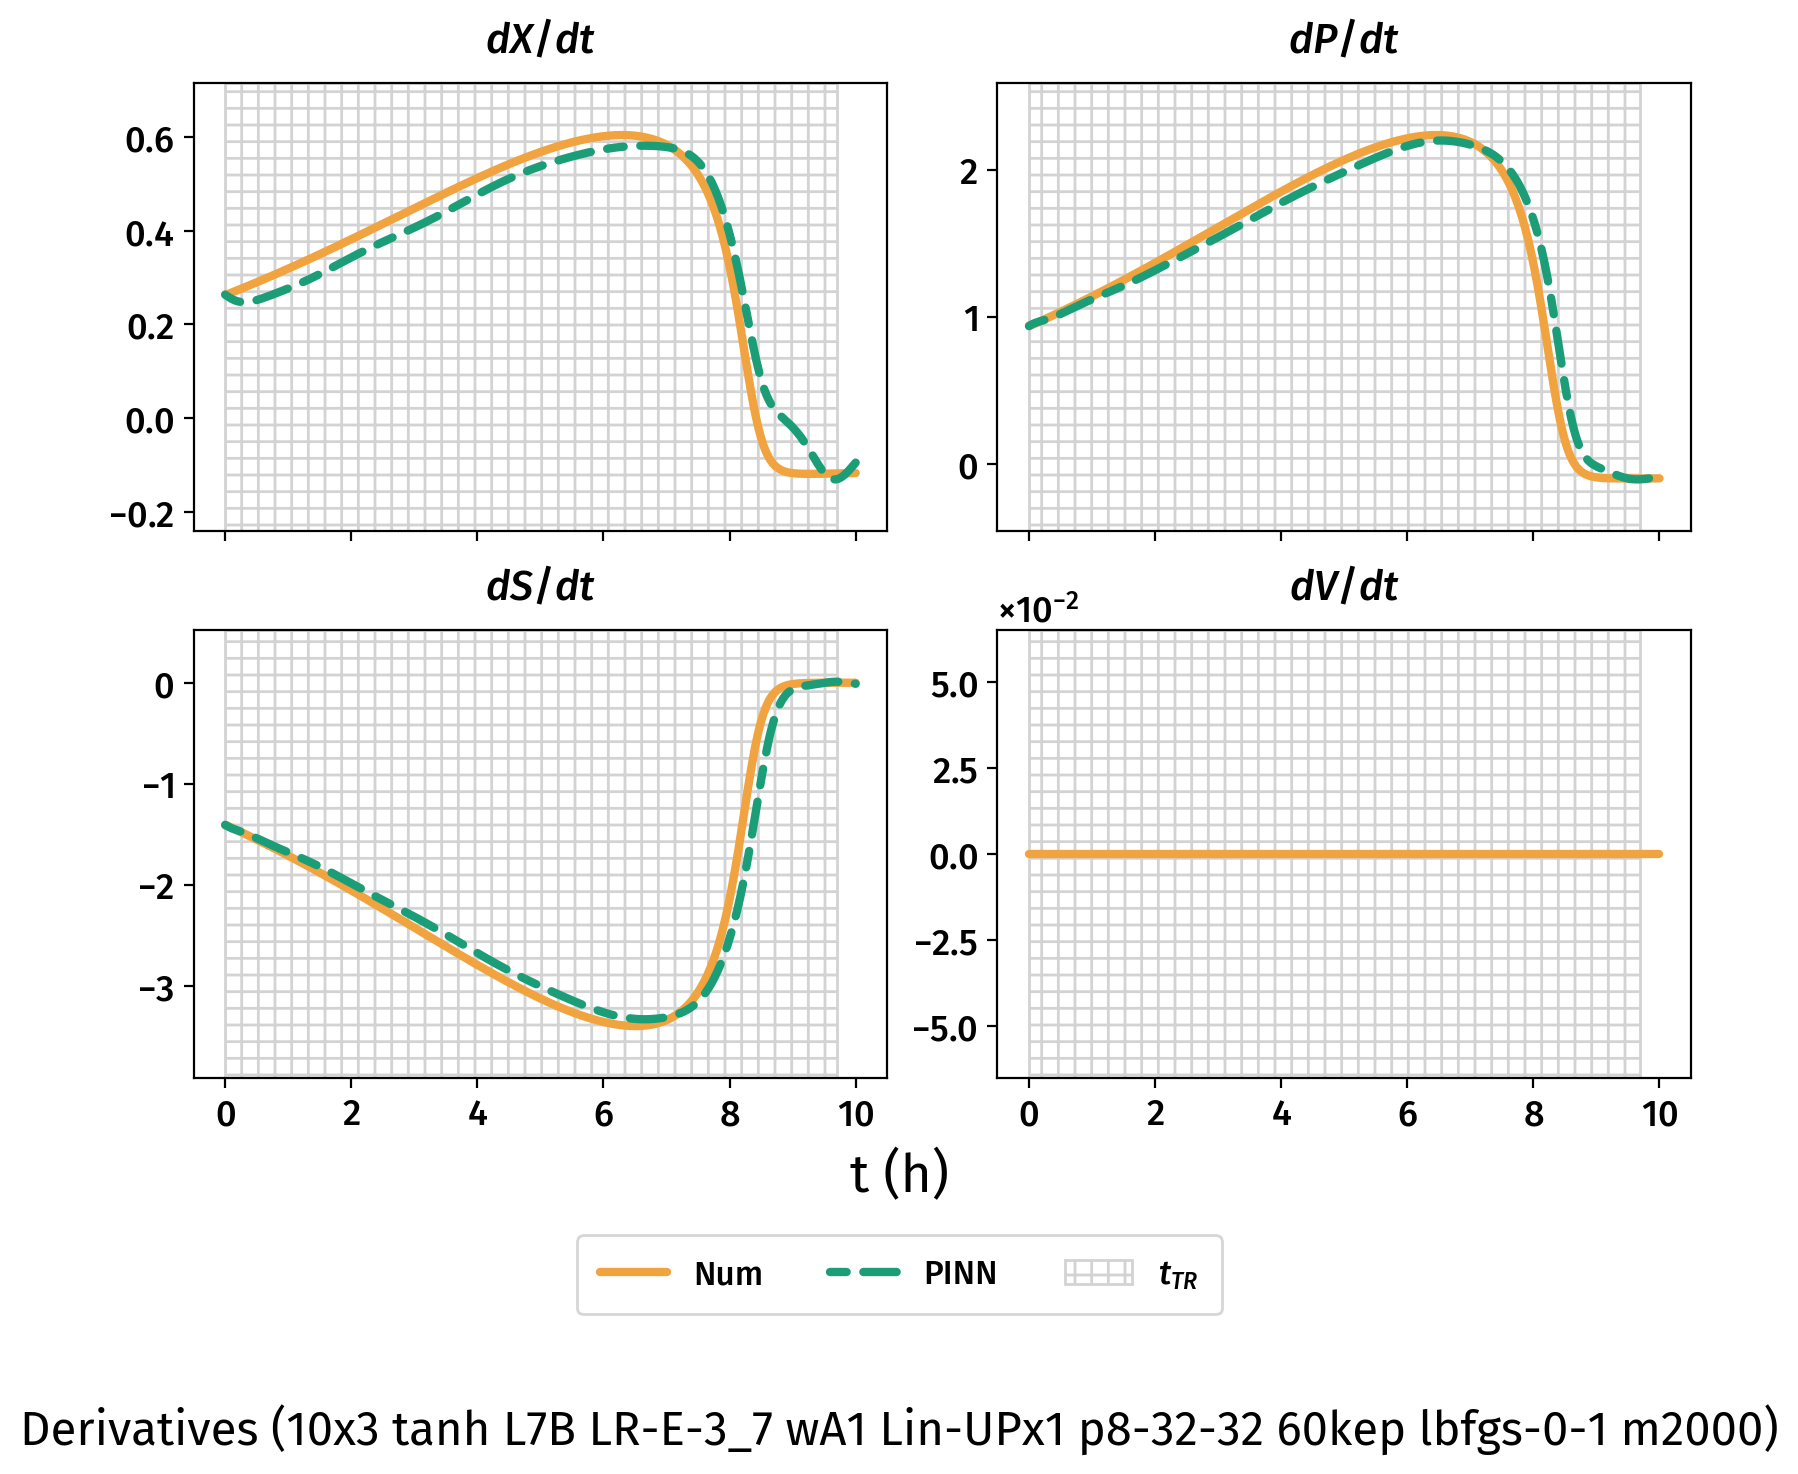 dX/dt
dP/dt
0.6
0.4
0.2
0.0
−0.2
2
1
0
dS/dt
dV/dt
×10⁻²
0
−1
−2
−3
5.0
2.5
0.0
−2.5
−5.0
0 2 4 6 8 10
0 2 4 6 8 10
t (h)
Num PINN t_TR
Derivatives (10x3 tanh L7B LR-E-3_7 wA1 Lin-UPx1 p8-32-32 60kep lbfgs-0-1 m2000)